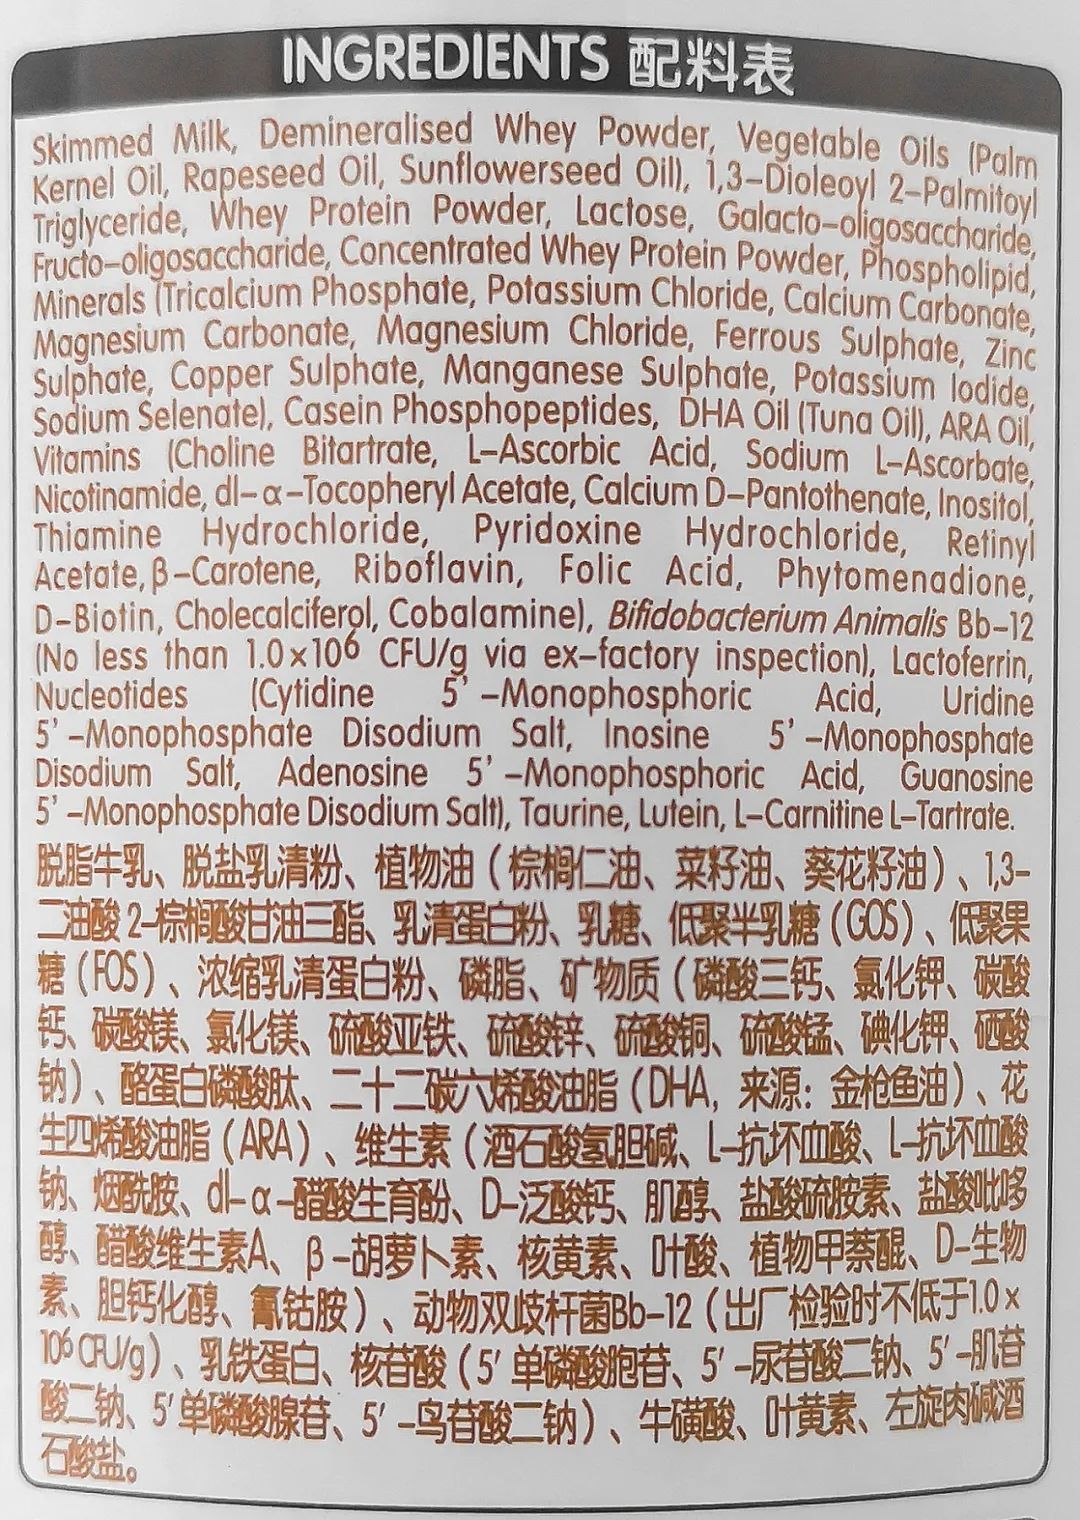 INGREDIENTS 配料表
Skimmed Milk, Demineralised Whey Powder, Vegetable Oils (Palm
Kernel Oil, Rapeseed Oil, Sunflowerseed Oil), 1,3-Dioleoyl 2-Palmitoyl
Triglyceride, Whey Protein Powder, Lactose, Galacto-oligosaccharide,
Fructo-oligosaccharide, Concentrated Whey Protein Powder, Phospholipid,
Minerals (Tricalcium Phosphate, Potassium Chloride, Calcium Carbonate,
Magnesium Carbonate, Magnesium Chloride, Ferrous Sulphate, Zinc
Sulphate, Copper Sulphate, Manganese Sulphate, Potassium Iodide,
Sodium Selenate), Casein Phosphopeptides, DHA Oil (Tuna Oil), ARA Oil,
Vitamins (Choline Bitartrate, L-Ascorbic Acid, Sodium L-Ascorbate,
Nicotinamide, dl-α-Tocopheryl Acetate, Calcium D-Pantothenate, Inositol,
Thiamine Hydrochloride, Pyridoxine Hydrochloride, Retinyl
Acetate, β-Carotene, Riboflavin, Folic Acid, Phytomenadione,
D-Biotin, Cholecalciferol, Cobalamine), Bifidobacterium Animalis Bb-12
(No less than 1.0×10⁶ CFU/g via ex-factory inspection), Lactoferrin,
Nucleotides (Cytidine 5'-Monophosphoric Acid, Uridine
5'-Monophosphate Disodium Salt, Inosine 5'-Monophosphate
Disodium Salt, Adenosine 5'-Monophosphoric Acid, Guanosine
5'-Monophosphate Disodium Salt), Taurine, Lutein, L-Carnitine L-Tartrate.
脱脂牛乳、脱盐乳清粉、植物油（棕榈仁油、菜籽油、葵花籽油）、1,3-
二油酸 2-棕榈酸甘油三酯、乳清蛋白粉、乳糖、低聚半乳糖（GOS）、低聚果
糖（FOS）、浓缩乳清蛋白粉、磷脂、矿物质（磷酸三钙、氯化钾、碳酸
钙、碳酸镁、氯化镁、硫酸亚铁、硫酸锌、硫酸铜、硫酸锰、碘化钾、硒酸
钠）、酪蛋白磷酸肽、二十二碳六烯酸油脂（DHA，来源：金枪鱼油）、花
生四烯酸油脂（ARA）、维生素（酒石酸氢胆碱、L-抗坏血酸、L-抗坏血酸
钠、烟酰胺、dl-α-醋酸生育酚、D-泛酸钙、肌醇、盐酸硫胺素、盐酸吡哆
醇、醋酸维生素A、β-胡萝卜素、核黄素、叶酸、植物甲萘醌、D-生物
素、胆钙化醇、氰钴胺）、动物双歧杆菌Bb-12（出厂检验时不低于1.0×
10⁶ CFU/g）、乳铁蛋白、核苷酸（5'单磷酸胞苷、5'-尿苷酸二钠、5'-肌苷
酸二钠、5'单磷酸腺苷、5'-鸟苷酸二钠）、牛磺酸、叶黄素、左旋肉碱酒
石酸盐。